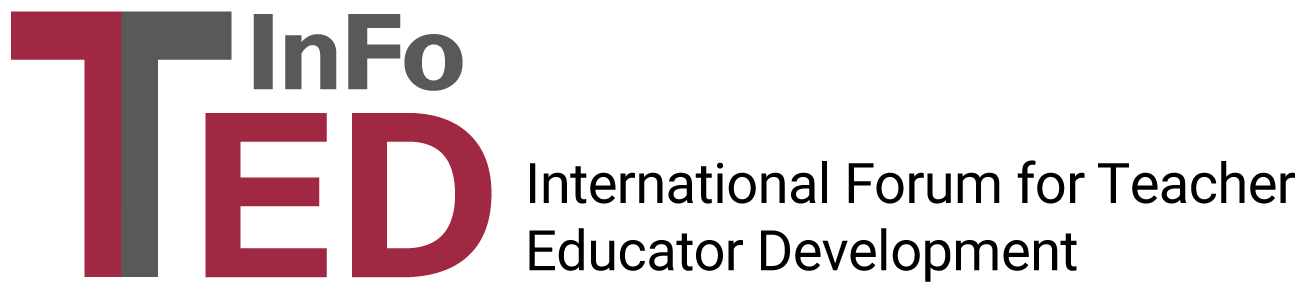 InFo
TED
International Forum for Teacher
Educator Development